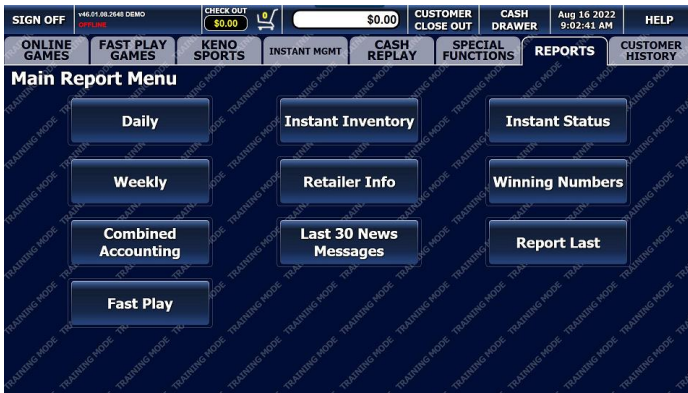 SIGN OFF
v46.01.08.2648 DEMO
OFFLINE
CHECK OUT
$0.00
0
$0.00
CUSTOMER
CLOSE OUT
CASH
DRAWER
Aug 16 2022
9:02:41 AM
HELP
ONLINE
GAMES
FAST PLAY
GAMES
KENO
SPORTS
INSTANT MGMT
CASH
REPLAY
SPECIAL
FUNCTIONS
REPORTS
CUSTOMER
HISTORY
Main Report Menu
Daily
Instant Inventory
Instant Status
Weekly
Retailer Info
Winning Numbers
Combined
Accounting
Last 30 News
Messages
Report Last
Fast Play
TRAINING MODE